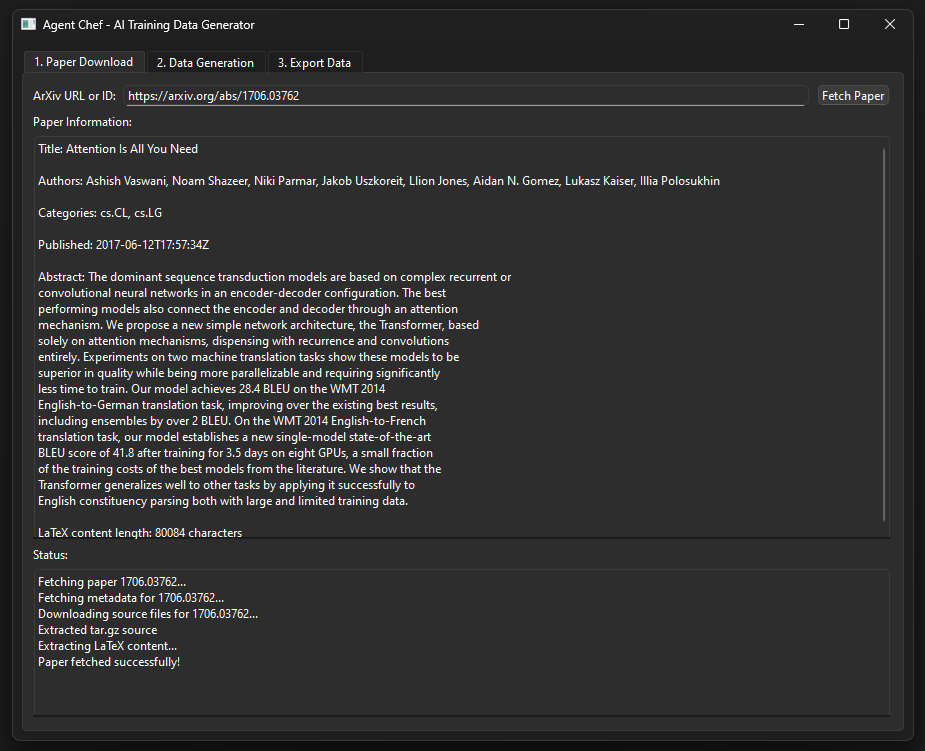 Agent Chef - AI Training Data Generator
1. Paper Download
2. Data Generation
3. Export Data
ArXiv URL or ID: https://arxiv.org/abs/1706.03762 Fetch Paper
Paper Information:
Title: Attention Is All You Need
Authors: Ashish Vaswani, Noam Shazeer, Niki Parmar, Jakob Uszkoreit, Llion Jones, Aidan N. Gomez, Lukasz Kaiser, Illia Polosukhin
Categories: cs.CL, cs.LG
Published: 2017-06-12T17:57:34Z
Abstract: The dominant sequence transduction models are based on complex recurrent or
convolutional neural networks in an encoder-decoder configuration. The best
performing models also connect the encoder and decoder through an attention
mechanism. We propose a new simple network architecture, the Transformer, based
solely on attention mechanisms, dispensing with recurrence and convolutions
entirely. Experiments on two machine translation tasks show these models to be
superior in quality while being more parallelizable and requiring significantly
less time to train. Our model achieves 28.4 BLEU on the WMT 2014
English-to-German translation task, improving over the existing best results,
including ensembles by over 2 BLEU. On the WMT 2014 English-to-French
translation task, our model establishes a new single-model state-of-the-art
BLEU score of 41.8 after training for 3.5 days on eight GPUs, a small fraction
of the training costs of the best models from the literature. We show that the
Transformer generalizes well to other tasks by applying it successfully to
English constituency parsing both with large and limited training data.
LaTeX content length: 80084 characters
Status:
Fetching paper 1706.03762...
Fetching metadata for 1706.03762...
Downloading source files for 1706.03762...
Extracted tar.gz source
Extracting LaTeX content...
Paper fetched successfully!